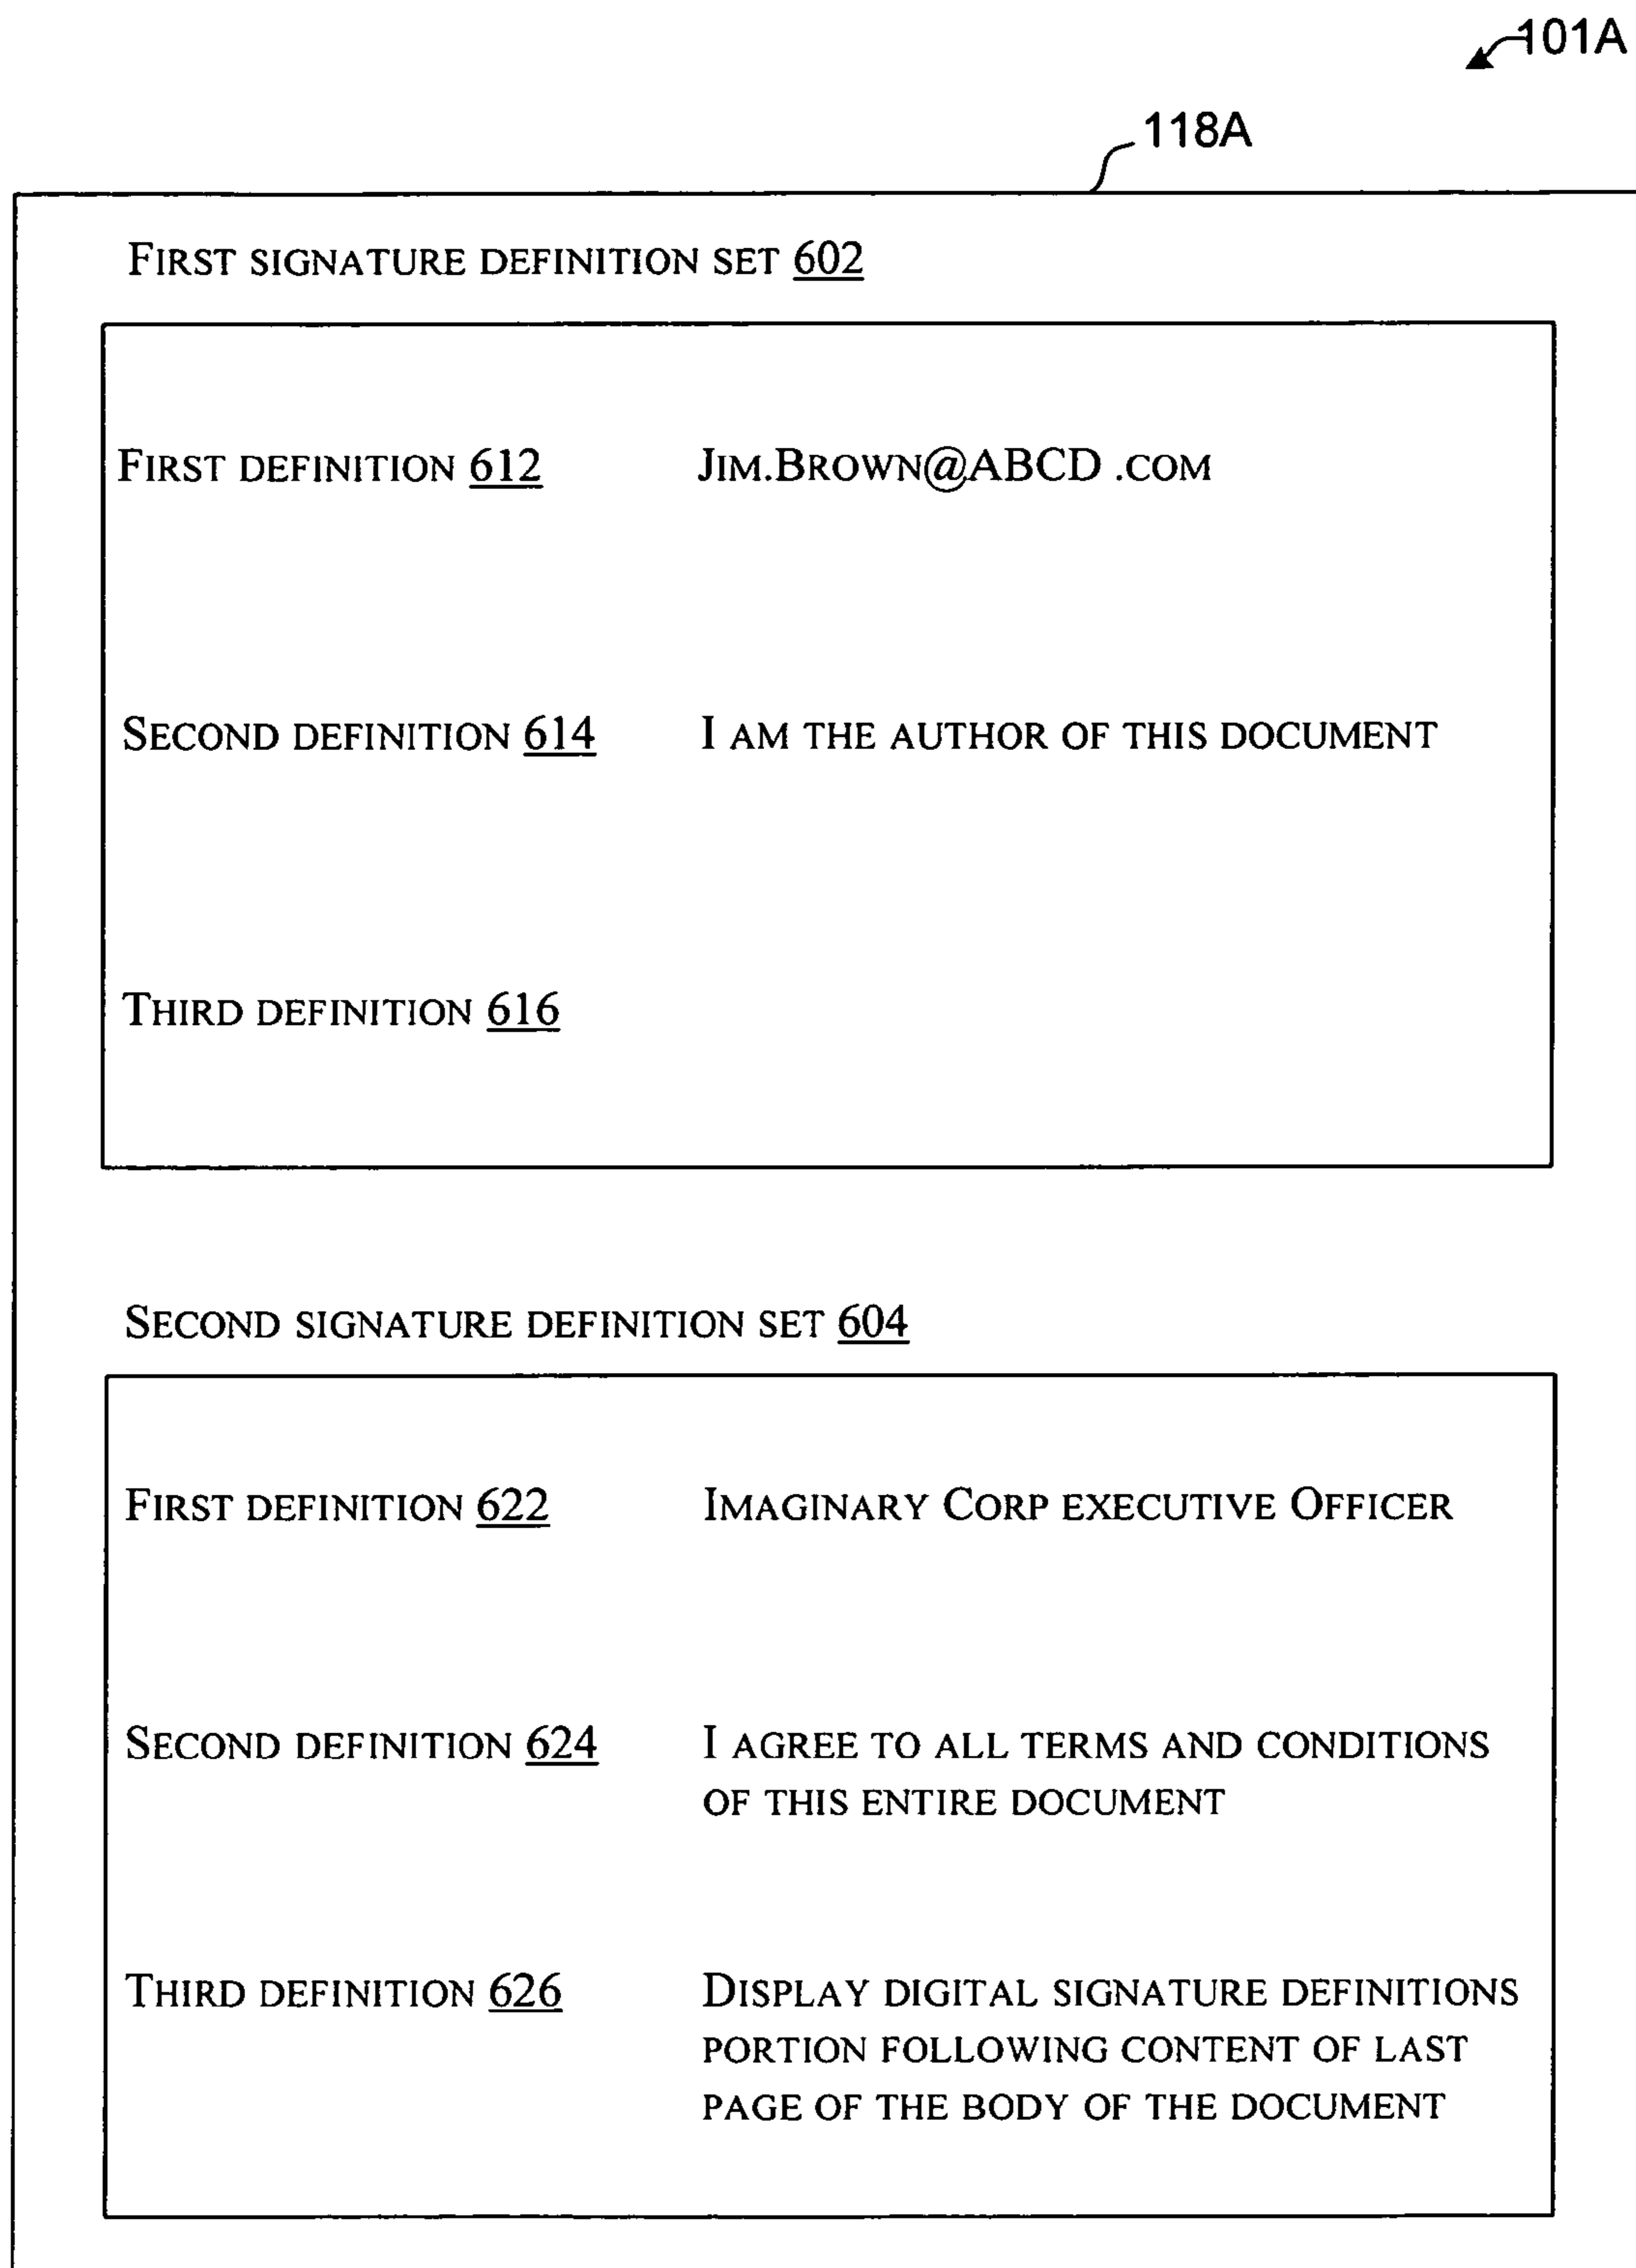 101A
118A
FIRST SIGNATURE DEFINITION SET 602
FIRST DEFINITION 612 JIM.BROWN@ABCD .COM
SECOND DEFINITION 614 I AM THE AUTHOR OF THIS DOCUMENT
THIRD DEFINITION 616
SECOND SIGNATURE DEFINITION SET 604
FIRST DEFINITION 622 IMAGINARY CORP EXECUTIVE OFFICER
SECOND DEFINITION 624 I AGREE TO ALL TERMS AND CONDITIONS
OF THIS ENTIRE DOCUMENT
THIRD DEFINITION 626 DISPLAY DIGITAL SIGNATURE DEFINITIONS
PORTION FOLLOWING CONTENT OF LAST
PAGE OF THE BODY OF THE DOCUMENT